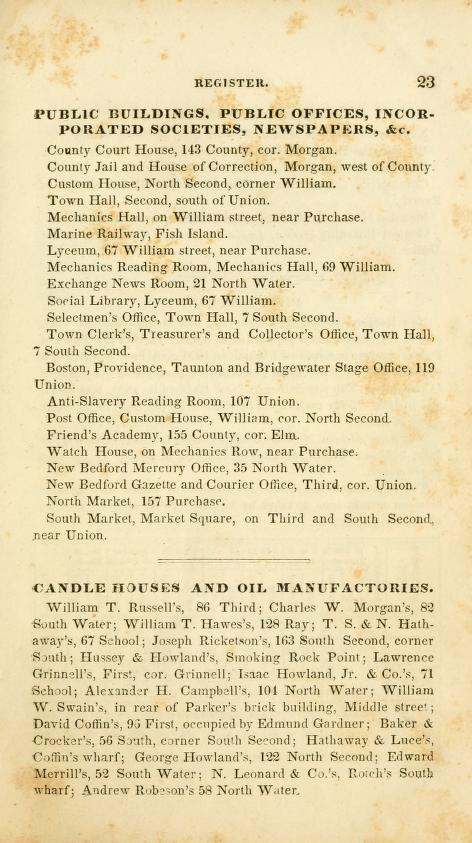 REGISTER. 23
PUBLIC BUILDINGS, PUBLIC OFFICES, INCOR-
PORATED SOCIETIES, NEWSPAPERS, &c.
County Court House, 143 County, cor. Morgan.
County Jail and House of Correction, Morgan, west of County.
Custom House, North Second, corner William.
Town Hall, Second, south of Union.
Mechanics Hall, on William street, near Purchase.
Marine Railway, Fish Island.
Lyceum, 67 William street, near Purchase.
Mechanics Reading Room, Mechanics Hall, 69 William.
Exchange News Room, 21 North Water.
Social Library, Lyceum, 67 William.
Selectmen's Office, Town Hall, 7 South Second.
Town Clerk's, Treasurer's and Collector's Office, Town Hall,
7 South Second.
Boston, Providence, Taunton and Bridgewater Stage Office, 119
Union.
Anti-Slavery Reading Room, 107 Union.
Post Office, Custom House, William, cor. North Second.
Friend's Academy, 155 County, cor. Elm.
Watch House, on Mechanics Row, near Purchase.
New Bedford Mercury Office, 35 North Water.
New Bedford Gazette and Courier Office, Third, cor. Union.
North Market, 157 Purchase.
South Market, Market Square, on Third and South Second,
near Union.
CANDLE HOUSES AND OIL MANUFACTORIES.
William T. Russell's, 86 Third; Charles W. Morgan's, 82
South Water; William T. Hawes's, 128 Ray; T. S. & N. Hath-
away's, 67 School; Joseph Ricketson's, 163 South Second, corner
South; Hussey & Howland's, Smoking Rock Point; Lawrence
Grinnell's, First, cor. Grinnell; Isaac Howland, Jr. & Co.'s, 71
School; Alexander H. Campbell's, 104 North Water; William
W. Swain's, in rear of Parker's brick building, Middle street;
David Coffin's, 96 First, occupied by Edmund Gardner; Baker &
Crocker's, 56 South, corner South Second; Hathaway & Luce's,
Coffin's wharf; George Howland's, 122 North Second; Edward
Merrill's, 52 South Water; N. Leonard & Co.'s, Rotch's South
wharf; Andrew Robeson's 58 North Water.